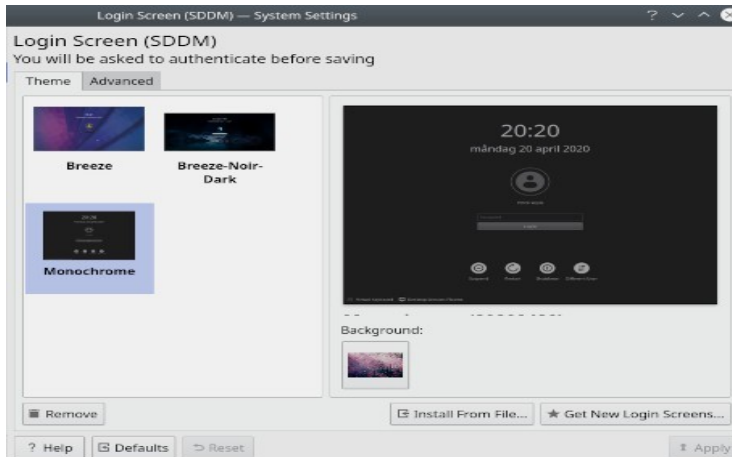 Login Screen (SDDM) — System Settings
Login Screen (SDDM)
You will be asked to authenticate before saving
Theme Advanced
Breeze
Breeze-Noir-
Dark
Monochrome
20:20
måndag 20 april 2020
Background:
Remove
Install From File...
Get New Login Screens...
? Help
Defaults
Reset
Apply